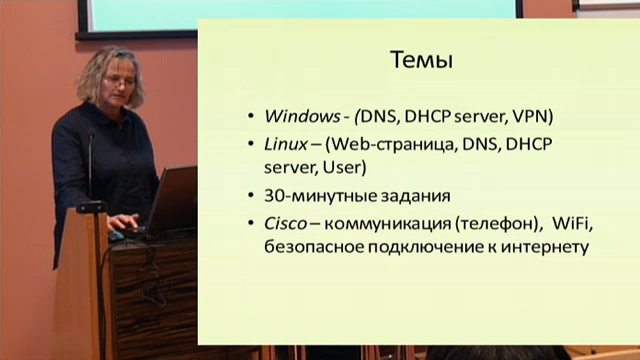 Темы
• Windows - (DNS, DHCP server, VPN)
• Linux – (Web-страница, DNS, DHCP
server, User)
• 30-минутные задания
• Cisco – коммуникация (телефон), WiFi,
безопасное подключение к интернету